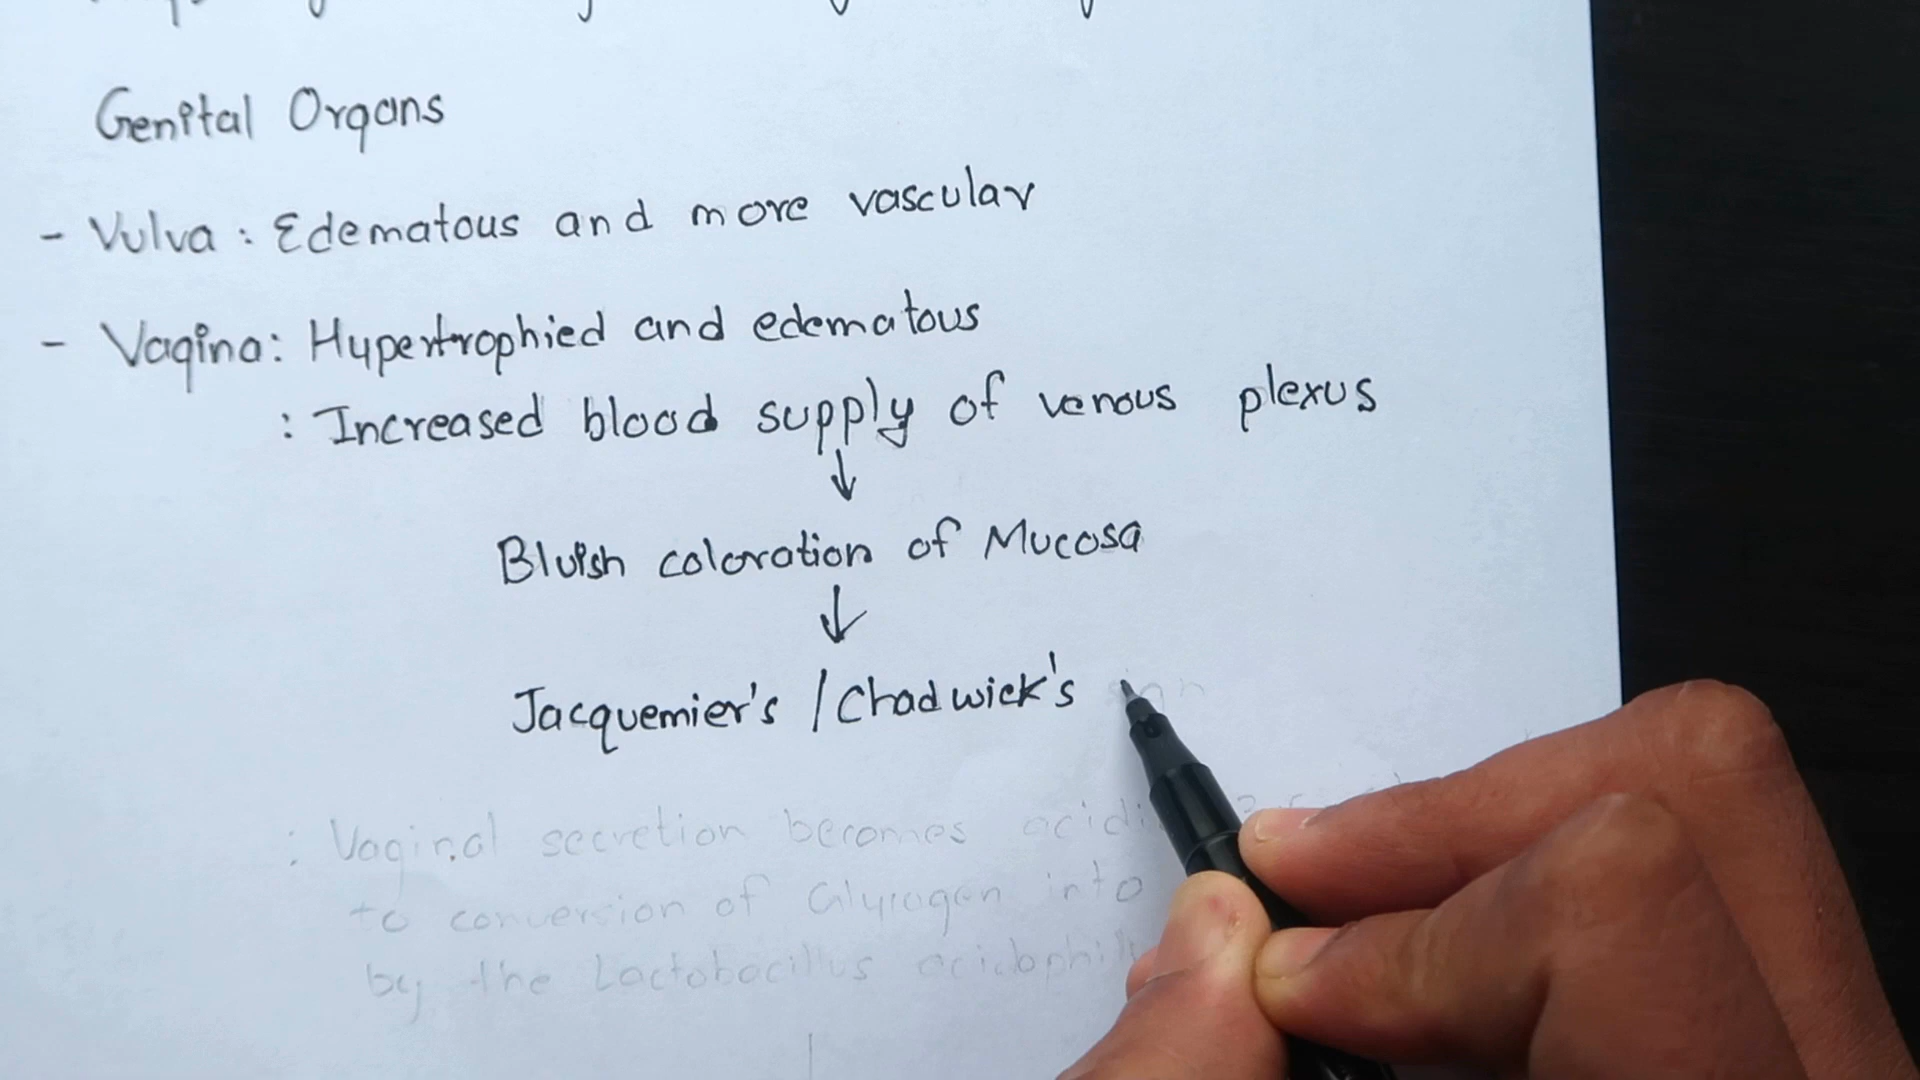 Genital Organs
- Vulva : Edematous and more vascular
- Vagina: Hypertrophied and edematous
: Increased blood supply of venous plexus
↓
Bluish coloration of Mucosa
↓
Jacquemier's / Chadwick's
: Vaginal secretion becomes
to conversion of Glycogen into
by the Lactobacillus